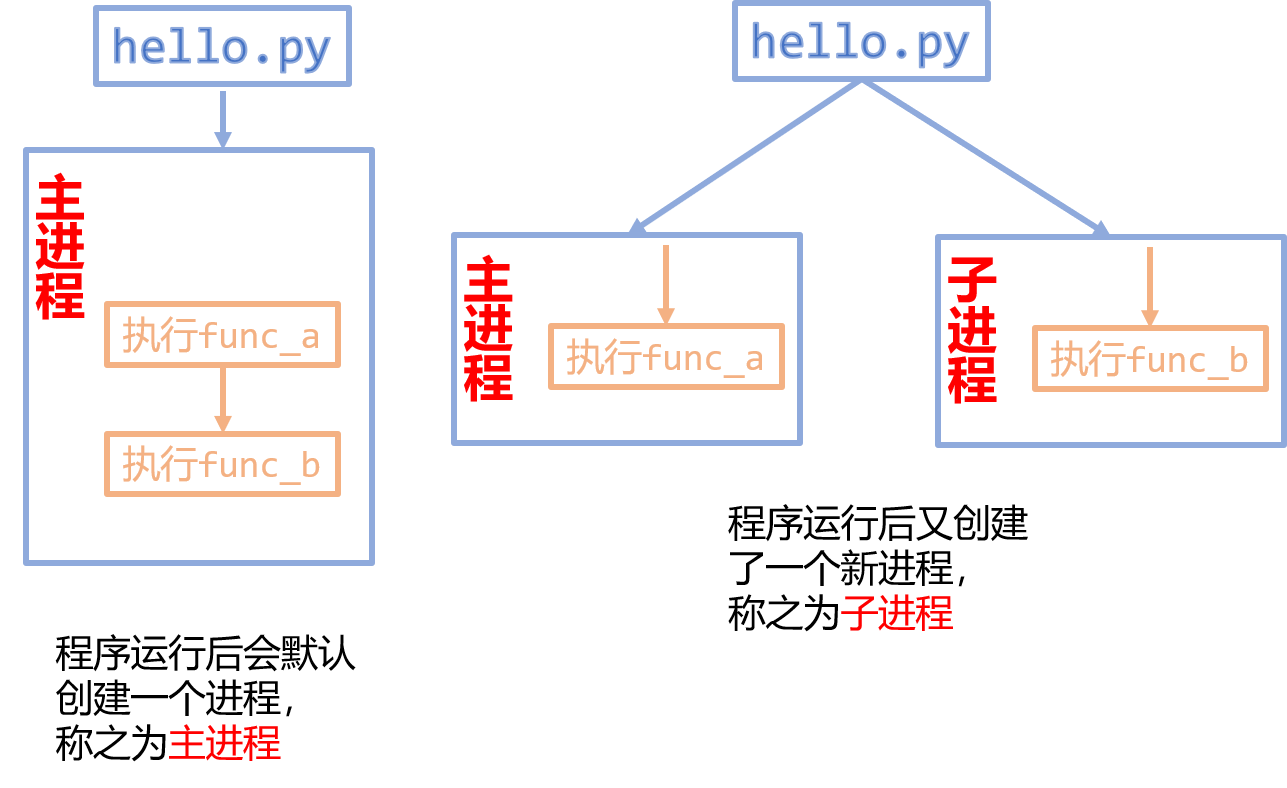 hello.py
主进程
执行func_a
执行func_b
程序运行后会默认
创建一个进程，
称之为主进程
hello.py
主进程
执行func_a
子进程
执行func_b
程序运行后又创建
了一个新进程，
称之为子进程